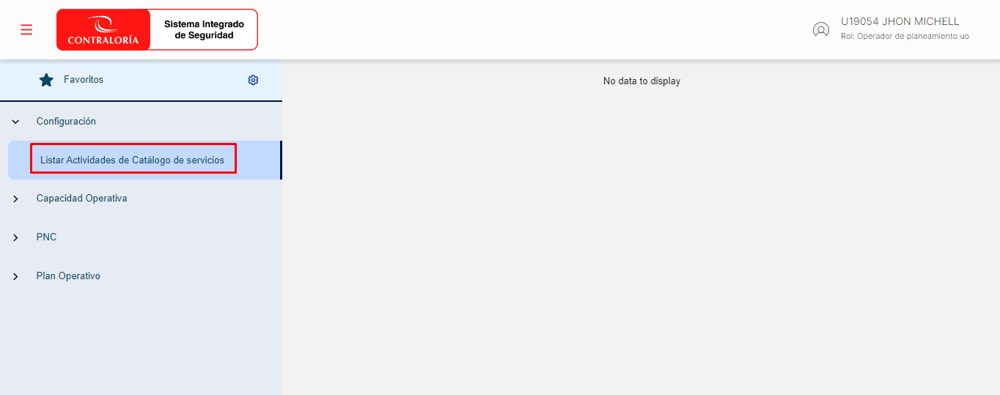 CONTRALORÍA
Sistema Integrado
de Seguridad
U19054 JHON MICHELL
Rol: Operador de planeamiento uo
Favoritos
No data to display
Configuración
Listar Actividades de Catálogo de servicios
Capacidad Operativa
PNC
Plan Operativo